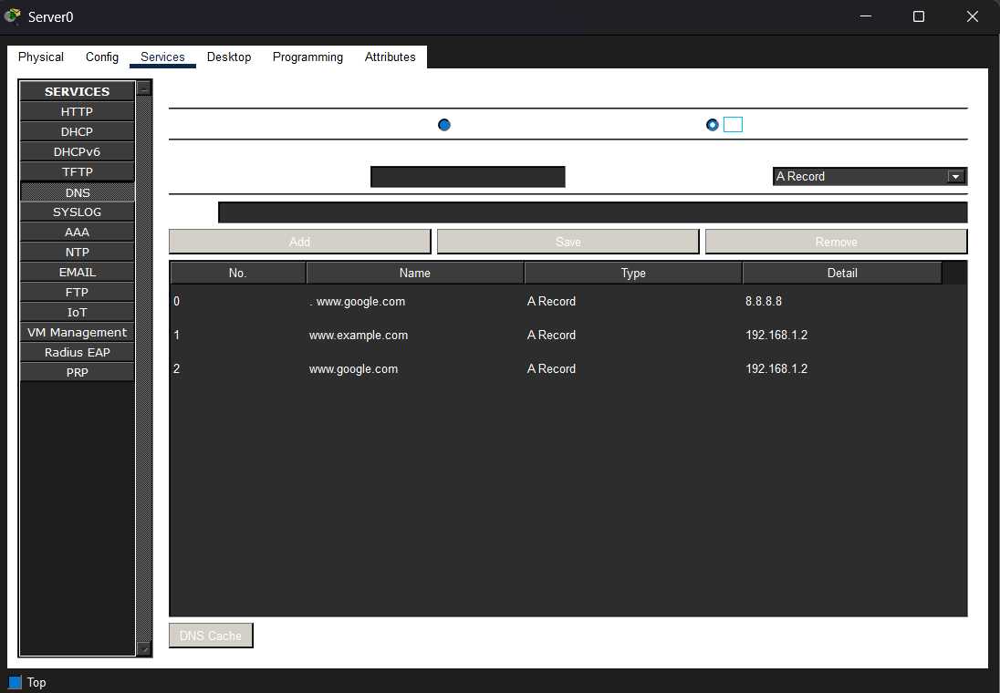 Server0
Physical Config Services Desktop Programming Attributes
SERVICES
HTTP
DHCP
DHCPv6
TFTP
DNS
SYSLOG
AAA
NTP
EMAIL
FTP
IoT
VM Management
Radius EAP
PRP
A Record
Add Save Remove
No. Name Type Detail
0 . www.google.com A Record 8.8.8.8
1 www.example.com A Record 192.168.1.2
2 www.google.com A Record 192.168.1.2
DNS Cache
Top